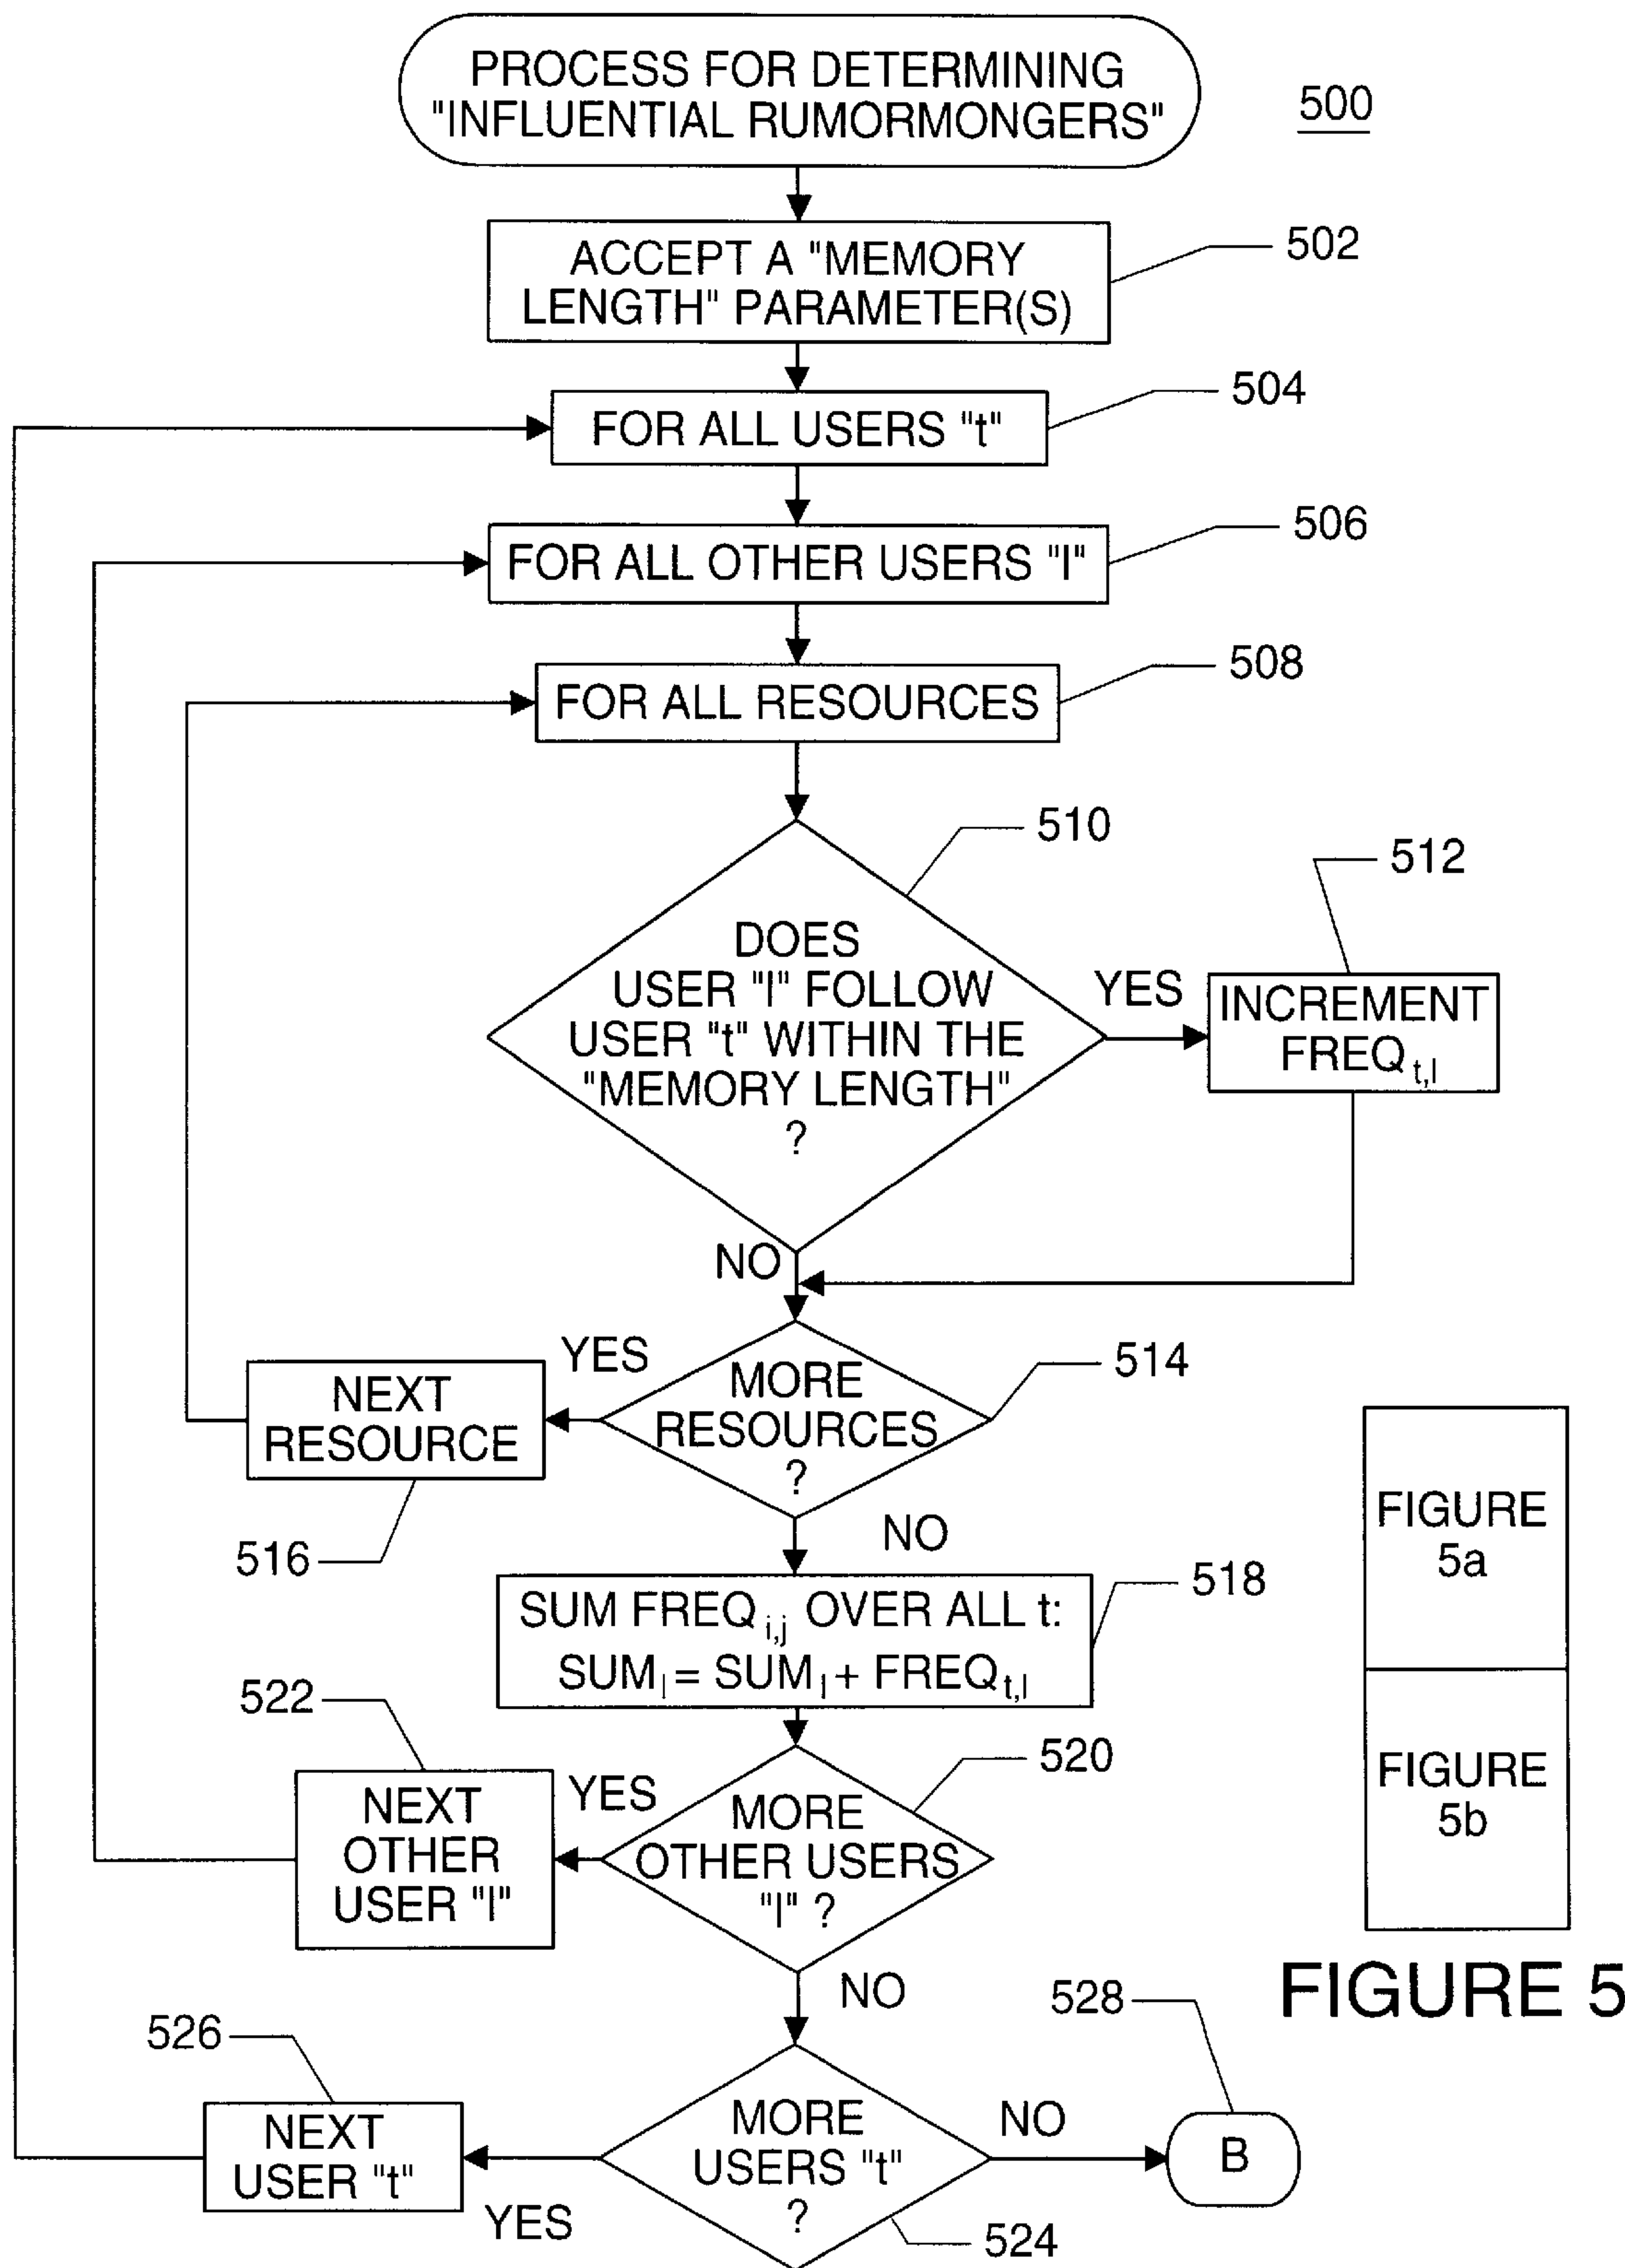 PROCESS FOR DETERMINING
"INFLUENTIAL RUMORMONGERS"
500
ACCEPT A "MEMORY
LENGTH" PARAMETER(S)
502
FOR ALL USERS "t"
504
FOR ALL OTHER USERS "l"
506
FOR ALL RESOURCES
508
510
DOES
USER "l" FOLLOW
USER "t" WITHIN THE
"MEMORY LENGTH"
?
YES
512
INCREMENT
FREQ t,l
NO
YES
MORE
RESOURCES
?
514
NEXT
RESOURCE
516
NO
SUM FREQ i,j OVER ALL t:
SUM l = SUM l + FREQ t,l
518
520
522
YES
MORE
OTHER USERS
"l" ?
NEXT
OTHER
USER "l"
NO
526
MORE
USERS "t"
?
NO
528
B
NEXT
USER "t"
YES
524
FIGURE
5a
FIGURE
5b
FIGURE 5